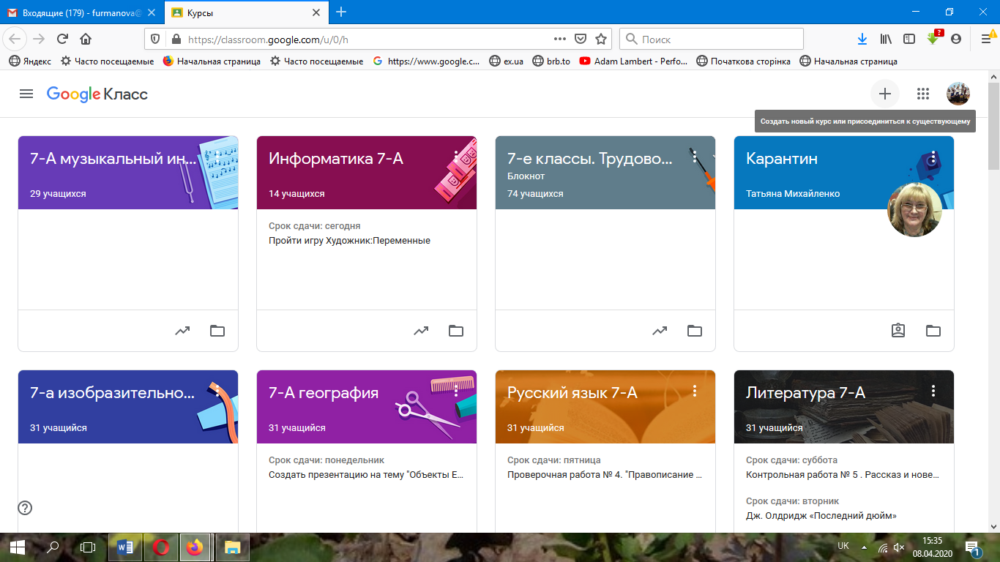 Входящие (179) - furmanova@
Курсы
https://classroom.google.com/u/0/h
Поиск
Яндекс
Часто посещаемые
Начальная страница
Часто посещаемые
https://www.google.c...
ex.ua
brb.to
Adam Lambert - Perfo...
Початкова сторінка
Начальная страница
Google Класс
Создать новый курс или присоединиться к существующему
7-А музыкальный ин...
29 учащихся
Информатика 7-А
14 учащихся
Срок сдачи: сегодня
Пройти игру Художник:Переменные
7-е классы. Трудово...
Блокнот
74 учащихся
Карантин
Татьяна Михайленко
7-а изобразительно...
31 учащийся
7-А география
31 учащийся
Срок сдачи: понедельник
Создать презентацию на тему "Объекты Е...
Русский язык 7-А
31 учащийся
Срок сдачи: пятница
Проверочная работа № 4. "Правописание ...
Литература 7-А
31 учащийся
Срок сдачи: суббота
Контрольная работа № 5 . Рассказ и нове...
Срок сдачи: вторник
Дж. Олдридж «Последний дюйм»
UK
15:35
08.04.2020
1